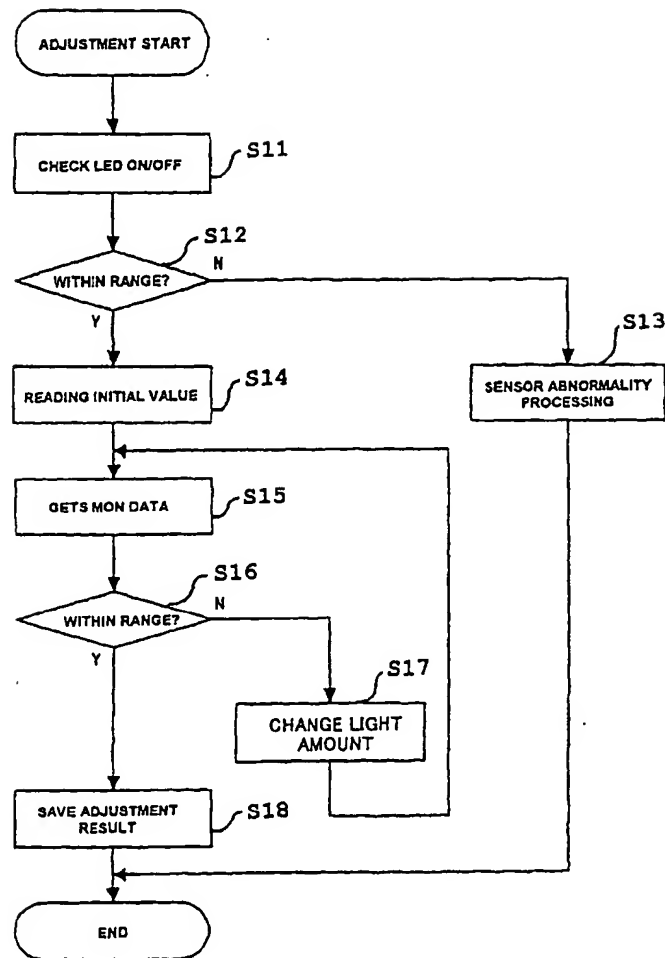 ADJUSTMENT START
S11
CHECK LED ON/OFF
S12
WITHIN RANGE?
N
Y
S13
SENSOR ABNORMALITY
PROCESSING
S14
READING INITIAL VALUE
S15
GETS MON DATA
S16
WITHIN RANGE?
N
Y
S17
CHANGE LIGHT
AMOUNT
S18
SAVE ADJUSTMENT
RESULT
END